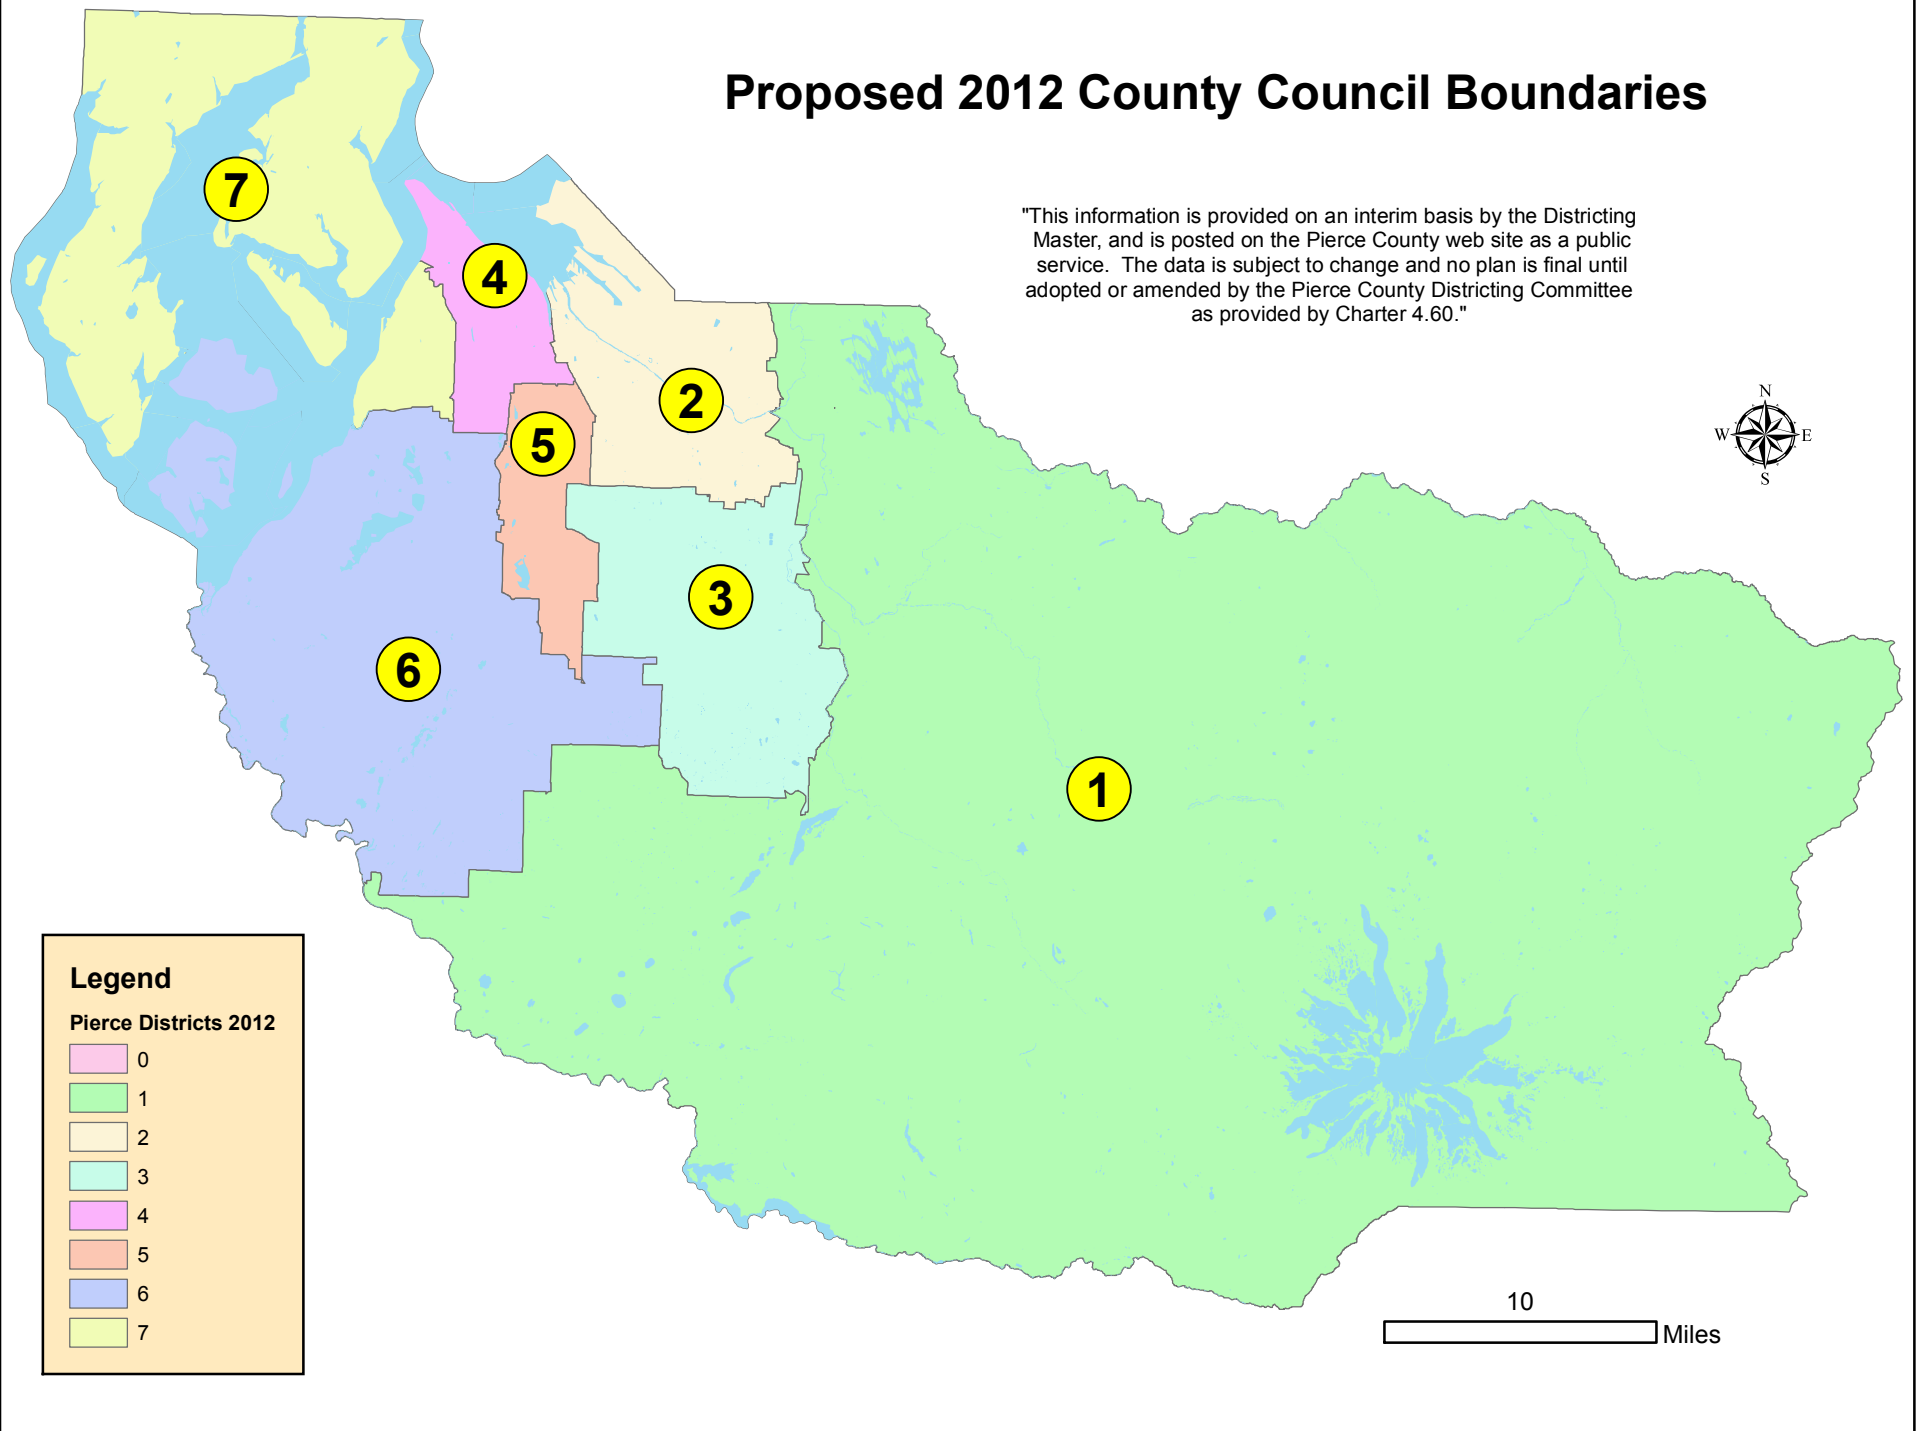 Proposed 2012 County Council Boundaries
"This information is provided on an interim basis by the Districting
Master, and is posted on the Pierce County web site as a public
service.  The data is subject to change and no plan is final until
adopted or amended by the Pierce County Districting Committee
as provided by Charter 4.60."
7
4
2
5
3
6
1
N
W E
S
Legend
Pierce Districts 2012
0
1
2
3
4
5
6
7
10
Miles